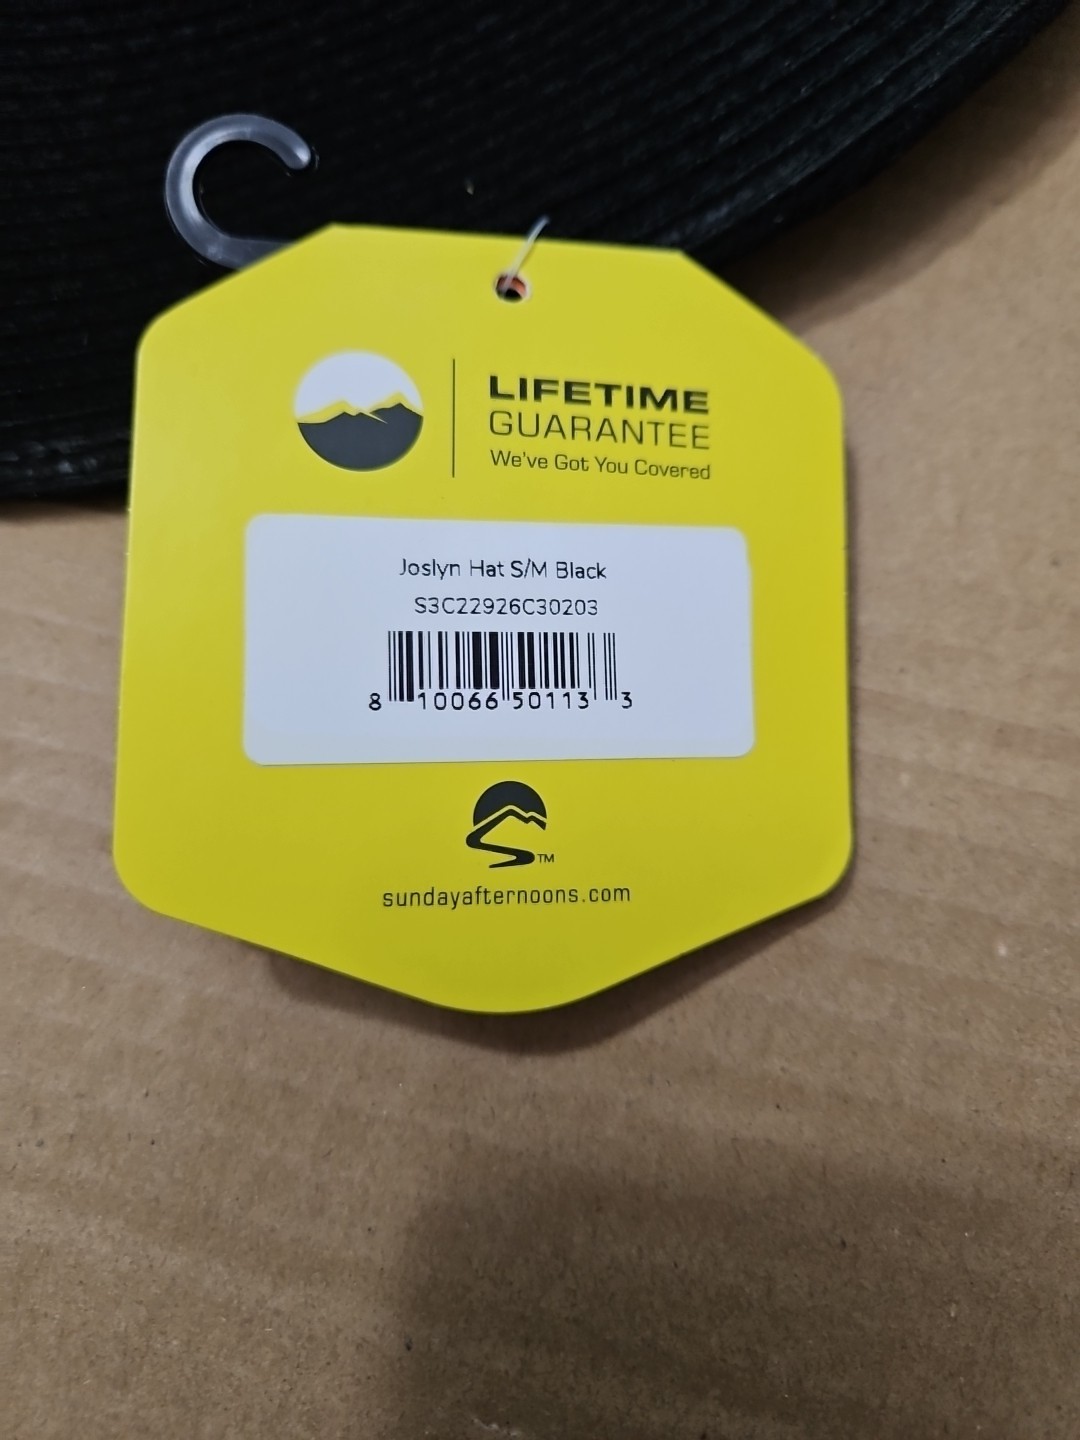 LIFETIME
GUARANTEE
We've Got You Covered
Joslyn Hat S/M Black
S3C22926C30203
8 10066 50113 3
TM
sundayafternoons.com